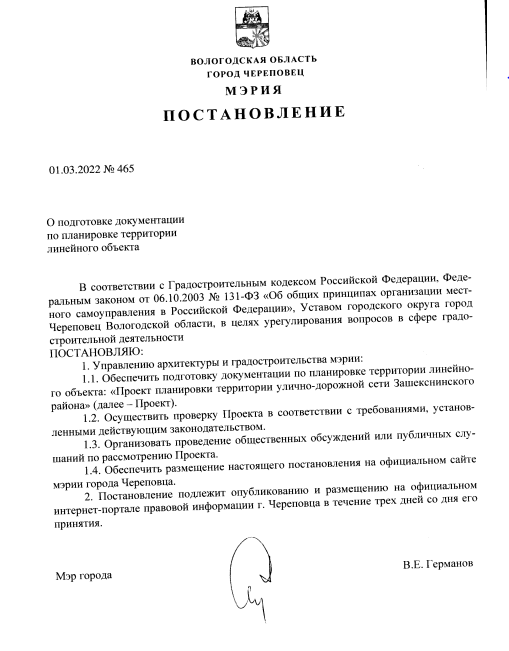 ВОЛОГОДСКАЯ ОБЛАСТЬ
ГОРОД ЧЕРЕПОВЕЦ
МЭРИЯ
ПОСТАНОВЛЕНИЕ
01.03.2022 № 465
О подготовке документации
по планировке территории
линейного объекта
В соответствии с Градостроительным кодексом Российской Федерации, Феде-
ральным законом от 06.10.2003 № 131-ФЗ «Об общих принципах организации мест-
ного самоуправления в Российской Федерации», Уставом городского округа город
Череповец Вологодской области, в целях урегулирования вопросов в сфере градо-
строительной деятельности
ПОСТАНОВЛЯЮ:
1. Управлению архитектуры и градостроительства мэрии:
1.1. Обеспечить подготовку документации по планировке территории линейно-
го объекта: «Проект планировки территории улично-дорожной сети Зашекснинского
района» (далее – Проект).
1.2. Осуществить проверку Проекта в соответствии с требованиями, установ-
ленными действующим законодательством.
1.3. Организовать проведение общественных обсуждений или публичных слу-
шаний по рассмотрению Проекта.
1.4. Обеспечить размещение настоящего постановления на официальном сайте
мэрии города Череповца.
2. Постановление подлежит опубликованию и размещению на официальном
интернет-портале правовой информации г. Череповца в течение трех дней со дня его
принятия.
Мэр города
В.Е. Германов